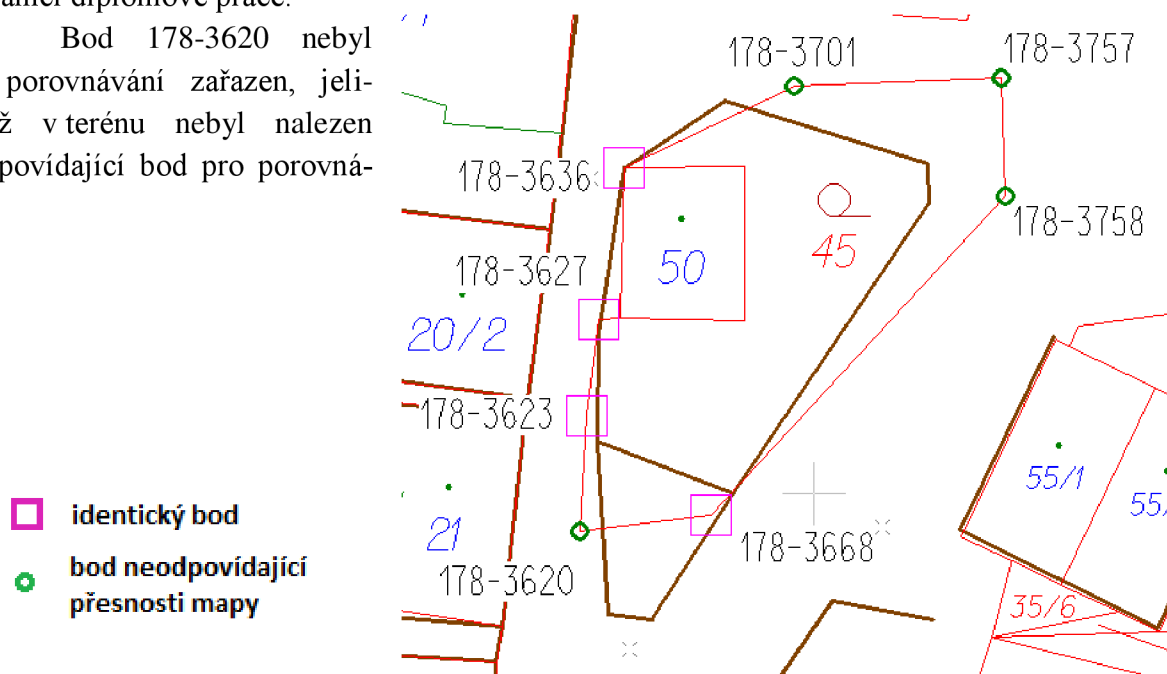 Bod 178-3620 nebyl
porovnávání zařazen, jeli-
v terénu nebyl nalezen
povídající bod pro porovná-
178-3701
178-3757
178-3636
178-3758
50
45
178-3627
20/2
178-3623
55/1
55/
21
178-3668
178-3620
35/6
identický bod
bod neodpovídající
přesnosti mapy